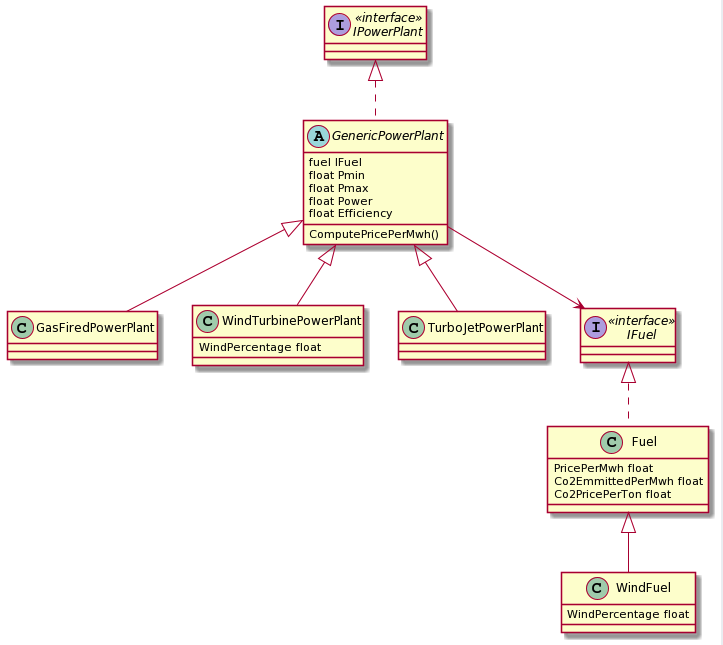 I
«interface»
IPowerPlant
A
GenericPowerPlant
fuel IFuel
float Pmin
float Pmax
float Power
float Efficiency
ComputePricePerMwh()
C
GasFiredPowerPlant
C
WindTurbinePowerPlant
WindPercentage float
C
TurboJetPowerPlant
I
«interface»
IFuel
C
Fuel
PricePerMwh float
Co2EmmittedPerMwh float
Co2PricePerTon float
C
WindFuel
WindPercentage float